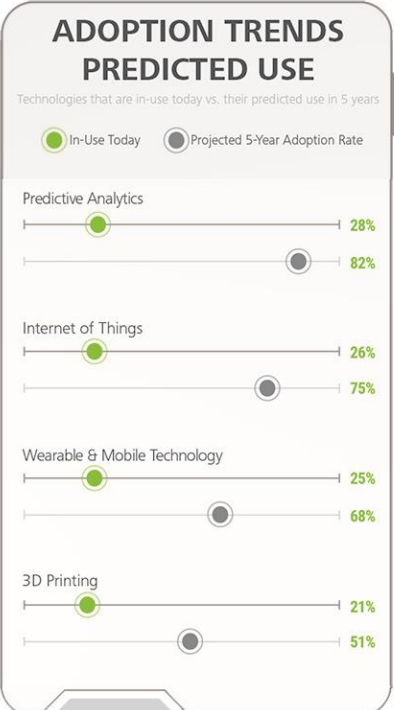 ADOPTION TRENDS
PREDICTED USE
Technologies that are in-use today vs. their predicted use in 5 years
In-Use Today
Projected 5-Year Adoption Rate
Predictive Analytics
28%
82%
Internet of Things
26%
75%
Wearable & Mobile Technology
25%
68%
3D Printing
21%
51%